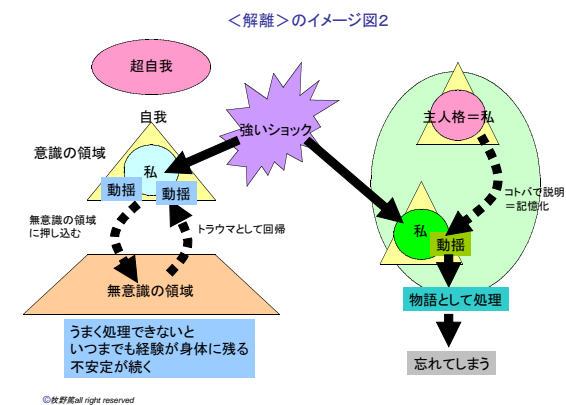 ＜解離＞のイメージ図２
超自我
自我
意識の領域
私
動揺
動揺
強いショック
無意識の領域
に押し込む
トラウマとして回帰
無意識の領域
うまく処理できないと
いつまでも経験が身体に残る
不安定が続く
主人格＝私
コトバで説明
＝記憶化
私
動揺
物語として処理
忘れてしまう
©牧野篤all right reserved